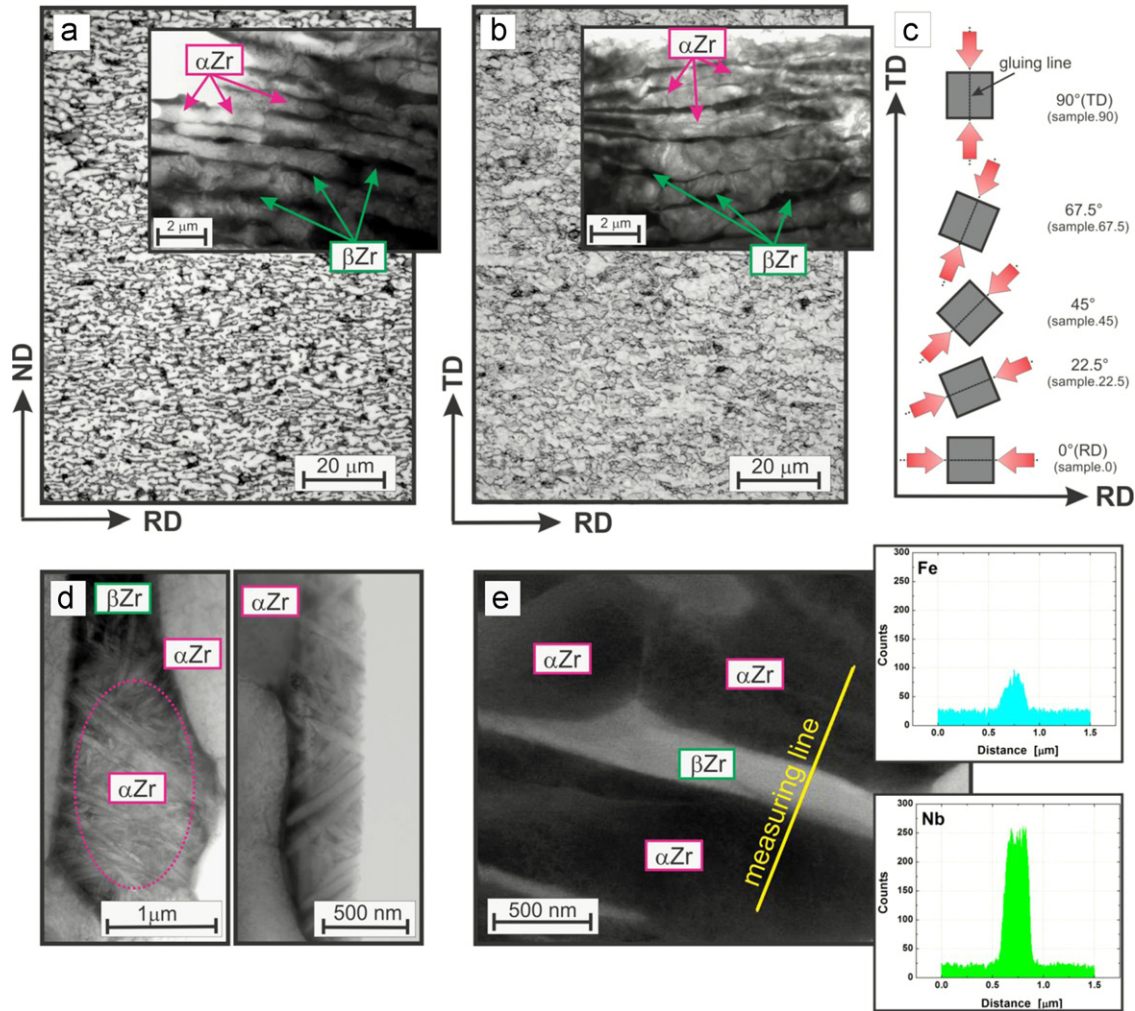 a
αZr
βZr
2 μm
20 μm
ND
RD
b
αZr
βZr
2 μm
20 μm
TD
RD
c
TD
gluing line
90°(TD)
(sample.90)
67.5°
(sample.67.5)
45°
(sample.45)
22.5°
(sample.22.5)
0°(RD)
(sample.0)
RD
d
βZr
αZr
αZr
1μm
αZr
500 nm
e
αZr
αZr
βZr
αZr
measuring line
500 nm
Fe
Counts
300
250
200
150
100
50
0
0.0 0.5 1.0 1.5
Distance [μm]
Nb
Counts
300
250
200
150
100
50
0
0.0 0.5 1.0 1.5
Distance [μm]